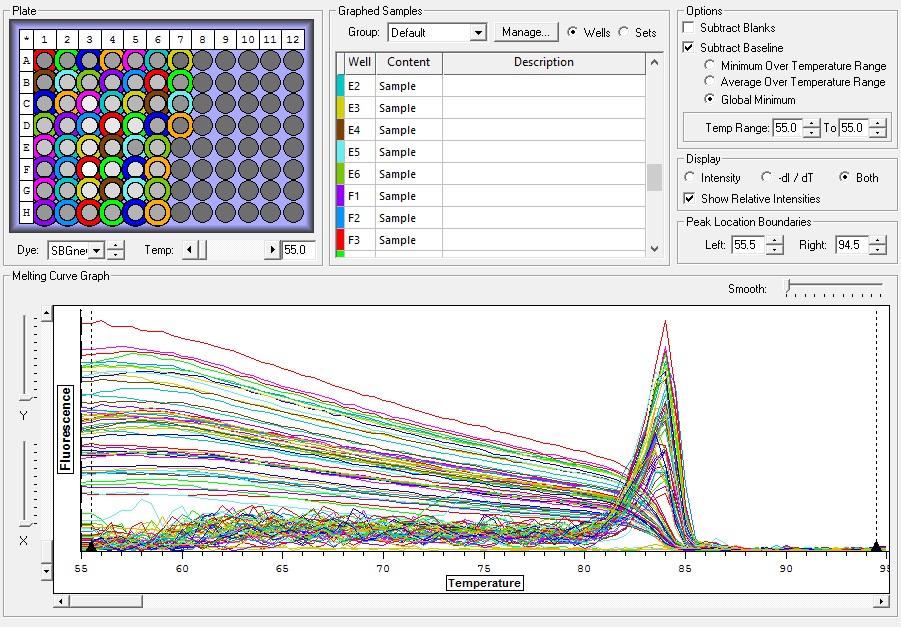 Plate
* 1 2 3 4 5 6 7 8 9 10 11 12
A
B
C
D
E
F
G
H
Dye: SBGne Temp: 55.0
Graphed Samples
Group: Default Manage... Wells Sets
Well Content Description
E2 Sample
E3 Sample
E4 Sample
E5 Sample
E6 Sample
F1 Sample
F2 Sample
F3 Sample
Options
Subtract Blanks
Subtract Baseline
Minimum Over Temperature Range
Average Over Temperature Range
Global Minimum
Temp Range: 55.0 To 55.0
Display
Intensity -dI / dT Both
Show Relative Intensities
Peak Location Boundaries
Left: 55.5 Right: 94.5
Melting Curve Graph
Smooth:
Y
X
Fluorescence
55 60 65 70 75 80 85 90 95
Temperature